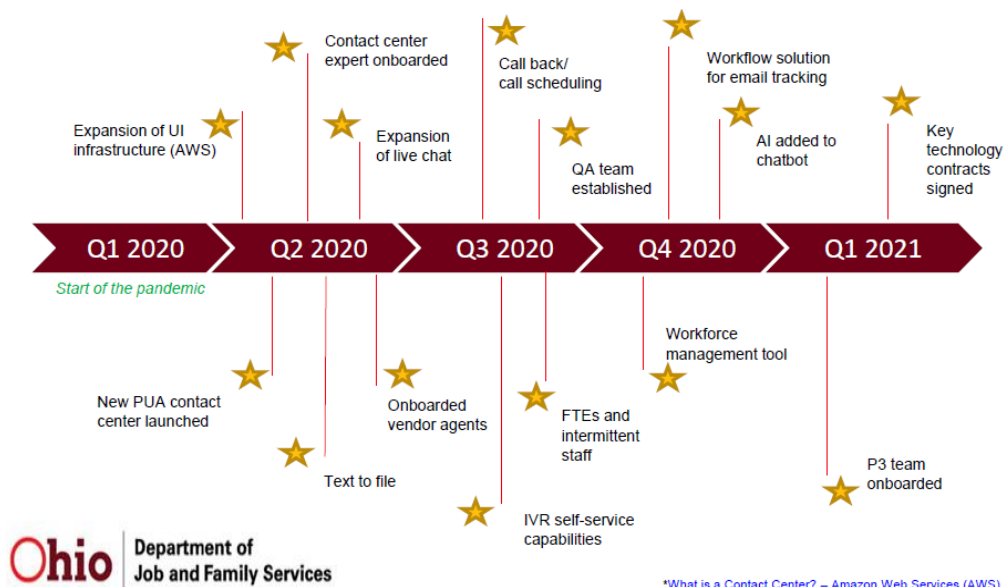 Contact center
expert onboarded
Call back/
call scheduling
Workflow solution
for email tracking
Expansion of UI
infrastructure (AWS)
Expansion
of live chat
QA team
established
AI added to
chatbot
Key
technology
contracts
signed
Q1 2020
Q2 2020
Q3 2020
Q4 2020
Q1 2021
Start of the pandemic
New PUA contact
center launched
Text to file
Onboarded
vendor agents
IVR self-service
capabilities
FTEs and
intermittent
staff
Workforce
management tool
P3 team
onboarded
Ohio
Department of
Job and Family Services
*What is a Contact Center? – Amazon Web Services (AWS)